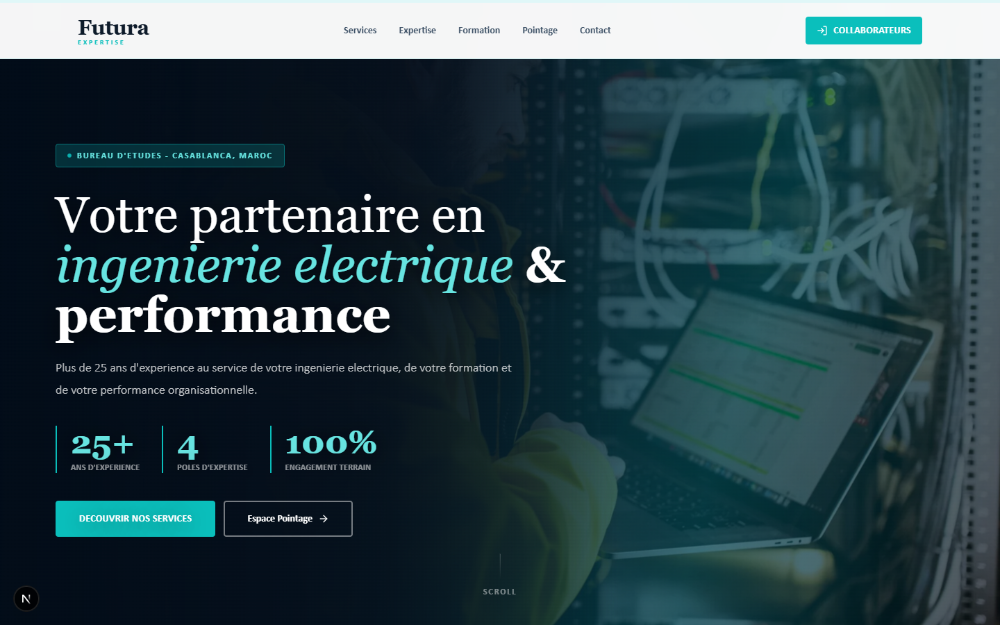 Futura
EXPERTISE
Services
Expertise
Formation
Pointage
Contact
COLLABORATEURS
BUREAU D'ETUDES - CASABLANCA, MAROC
Votre partenaire en
ingenierie electrique &
performance
Plus de 25 ans d'experience au service de votre ingenierie electrique, de votre formation et
de votre performance organisationnelle.
25+
ANS D'EXPERIENCE
4
POLES D'EXPERTISE
100%
ENGAGEMENT TERRAIN
DECOUVRIR NOS SERVICES
Espace Pointage →
SCROLL
N